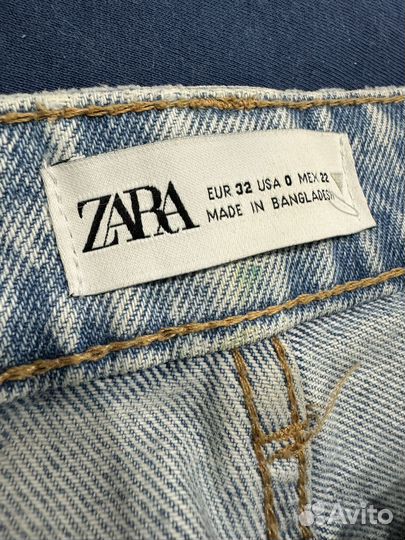 ZARA
EUR 32 USA 0 MEX 22
MADE IN BANGLADESH
Avito